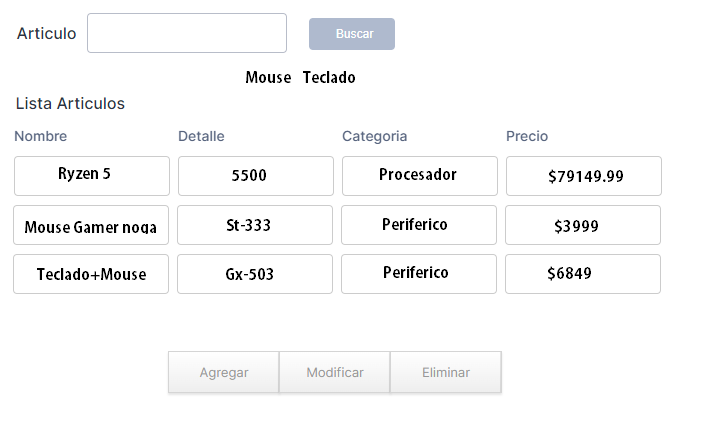 Articulo Buscar
Mouse Teclado
Lista Articulos
Nombre Detalle Categoria Precio
Ryzen 5 5500 Procesador $79149.99
Mouse Gamer noga St-333 Periferico $3999
Teclado+Mouse Gx-503 Periferico $6849
Agregar Modificar Eliminar